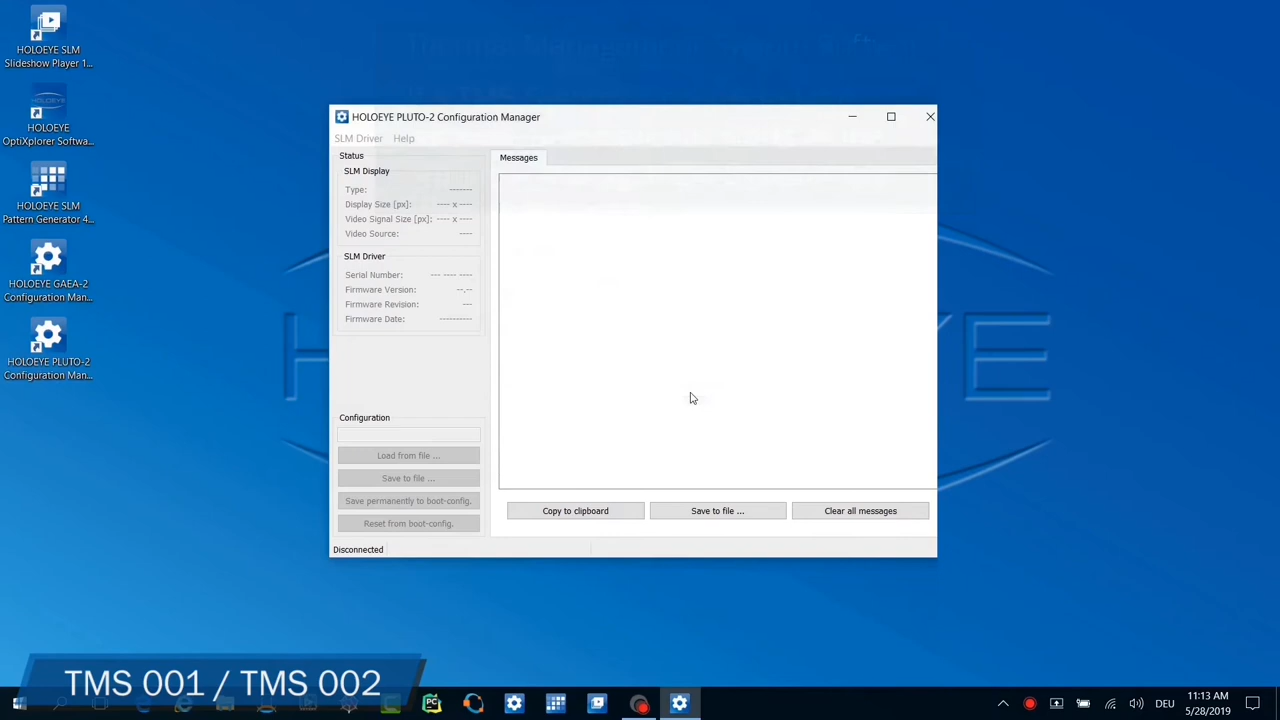 HOLOEYE SLM
Slideshow Player 1...
HOLOEYE
OptiXplorer Softwa...
HOLOEYE SLM
Pattern Generator 4...
HOLOEYE GAEA-2
Configuration Man...
HOLOEYE PLUTO-2
Configuration Man...
HOLOEYE PLUTO-2 Configuration Manager
SLM Driver Help
Status
SLM Display
Type: -------
Display Size [px]: ---- x ----
Video Signal Size [px]: ---- x ----
Video Source: ----
SLM Driver
Serial Number: --- ---- ----
Firmware Version: --.--
Firmware Revision: ---
Firmware Date: ----------
Configuration
Load from file ...
Save to file ...
Save permanently to boot-config.
Reset from boot-config.
Disconnected
Messages
Copy to clipboard Save to file ... Clear all messages
TMS 001 / TMS 002
PC
DEU
11:13 AM
5/28/2019